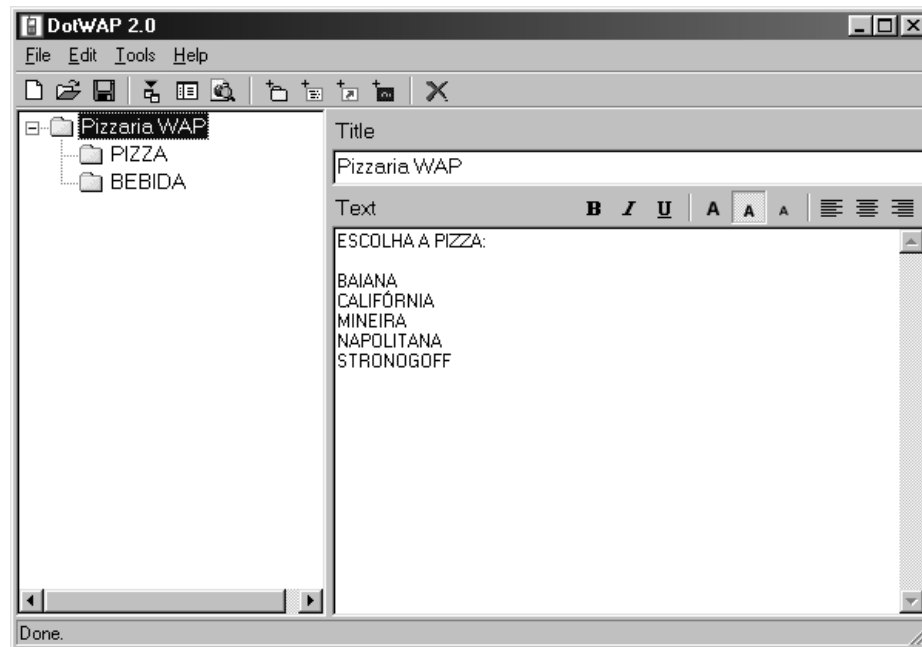 DotWAP 2.0
File Edit Tools Help
Pizzaria WAP
PIZZA
BEBIDA
Title
Pizzaria WAP
Text B I U A A A
ESCOLHA A PIZZA:
BAIANA
CALIFÓRNIA
MINEIRA
NAPOLITANA
STRONOGOFF
Done.